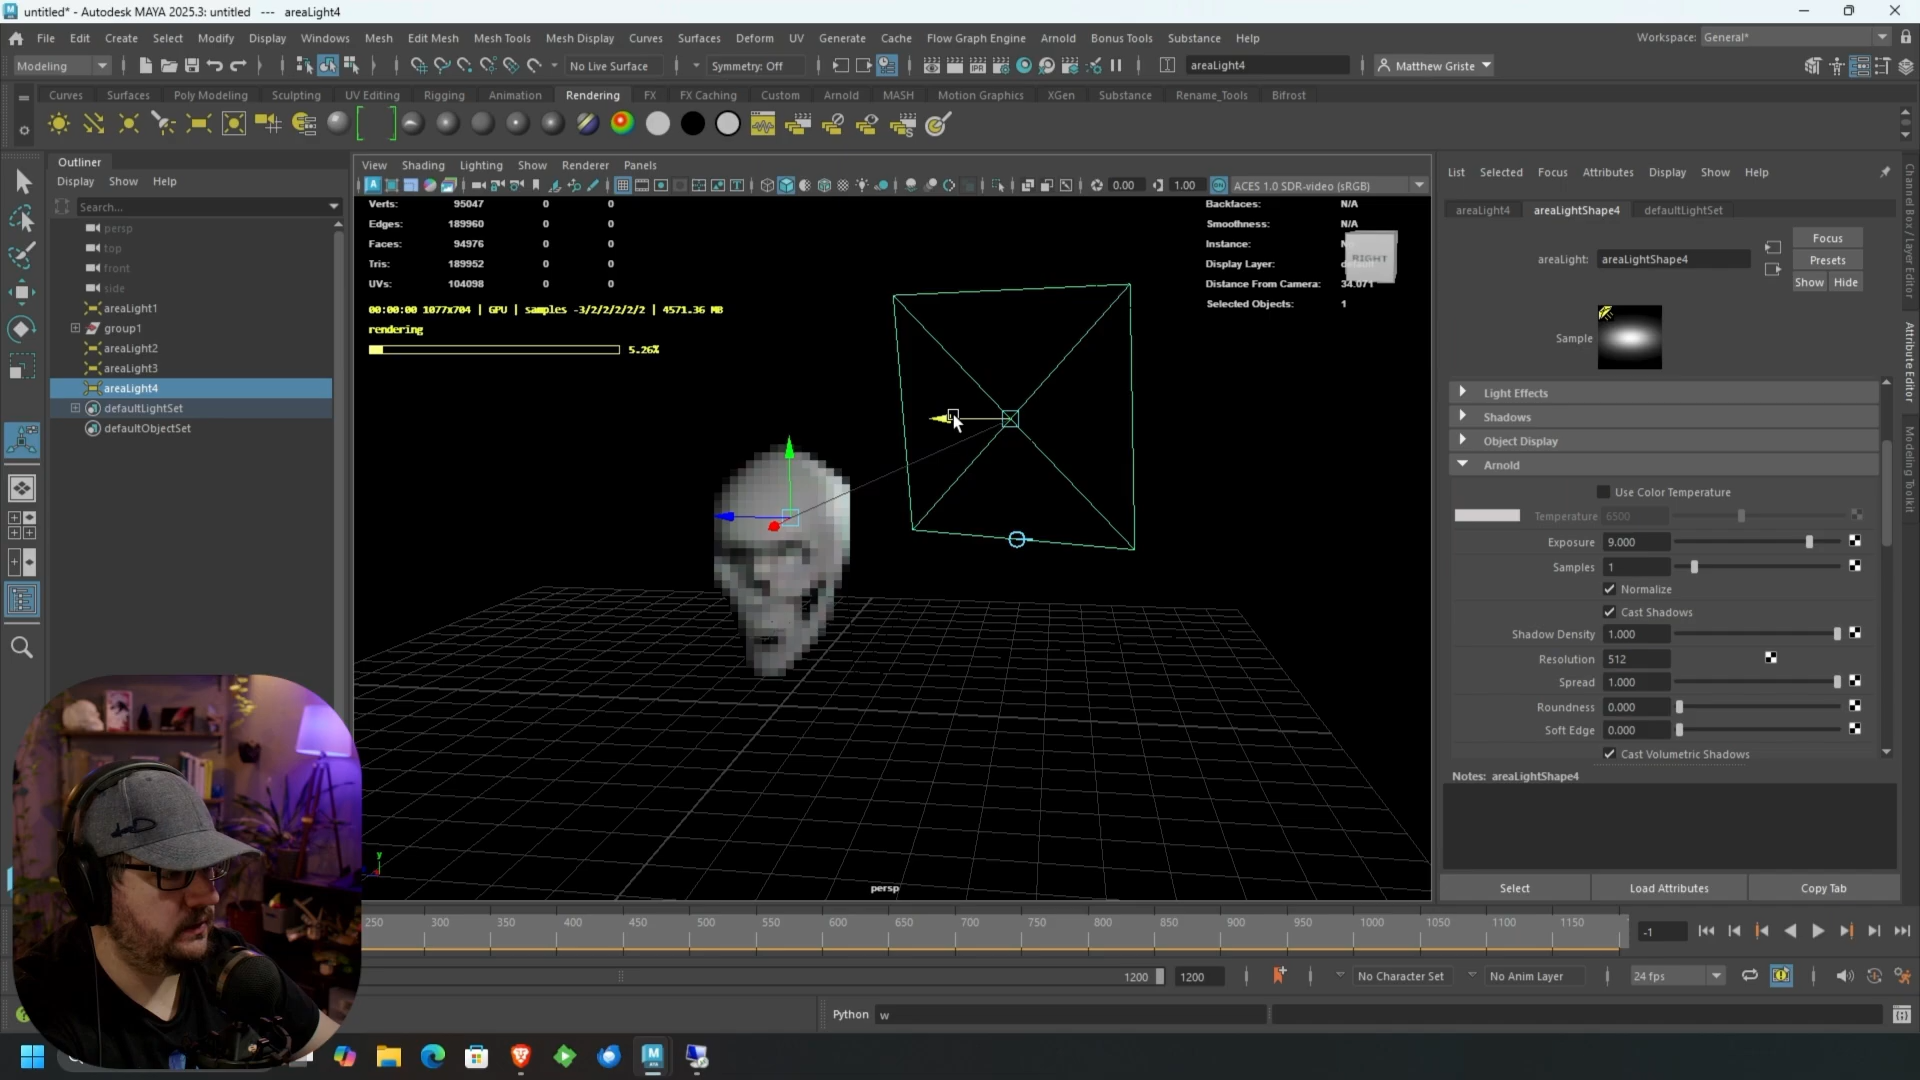 untitled* - Autodesk MAYA 2025.3: untitled --- areaLight4
File Edit Create Select Modify Display Windows Mesh Edit Mesh Mesh Tools Mesh Display Curves Surfaces Deform UV Generate Cache Flow Graph Engine Arnold Bonus Tools Substance Help Workspace: General*
Modeling No Live Surface Symmetry: Off areaLight4 Matthew Griste
Curves Surfaces Poly Modeling Sculpting UV Editing Rigging Animation Rendering FX FX Caching Custom Arnold MASH Motion Graphics XGen Substance Rename_Tools Bifrost
Outliner
Display Show Help
Search...
persp
top
front
side
areaLight1
group1
areaLight2
areaLight3
areaLight4
defaultLightSet
defaultObjectSet
View Shading Lighting Show Renderer Panels
0.00 1.00 ACES 1.0 SDR-video (sRGB)
Verts: 95047 0 0
Edges: 189960 0 0
Faces: 94976 0 0
Tris: 189952 0 0
UVs: 104098 0 0
00:00:00 1077x704 | GPU | samples -3/2/2/2/2/2 | 4571.36 MB
rendering
5.26%
Backfaces: N/A
Smoothness: N/A
Instance:
Display Layer:
Distance From Camera: 34.071
Selected Objects: 1
RIGHT
persp
y
List Selected Focus Attributes Display Show Help
areaLight4 areaLightShape4 defaultLightSet
areaLight: areaLightShape4
Focus
Presets
Show Hide
Sample
Light Effects
Shadows
Object Display
Arnold
Use Color Temperature
Temperature 6500
Exposure 9.000
Samples 1
Normalize
Cast Shadows
Shadow Density 1.000
Resolution 512
Spread 1.000
Roundness 0.000
Soft Edge 0.000
Cast Volumetric Shadows
Notes: areaLightShape4
Select Load Attributes Copy Tab
Channel Box / Layer Editor
Attribute Editor
Modeling Toolkit
250 300 350 400 450 500 550 600 650 700 750 800 850 900 950 1000 1050 1100 1150 -1
1200 1200 No Character Set No Anim Layer 24 fps
Python w